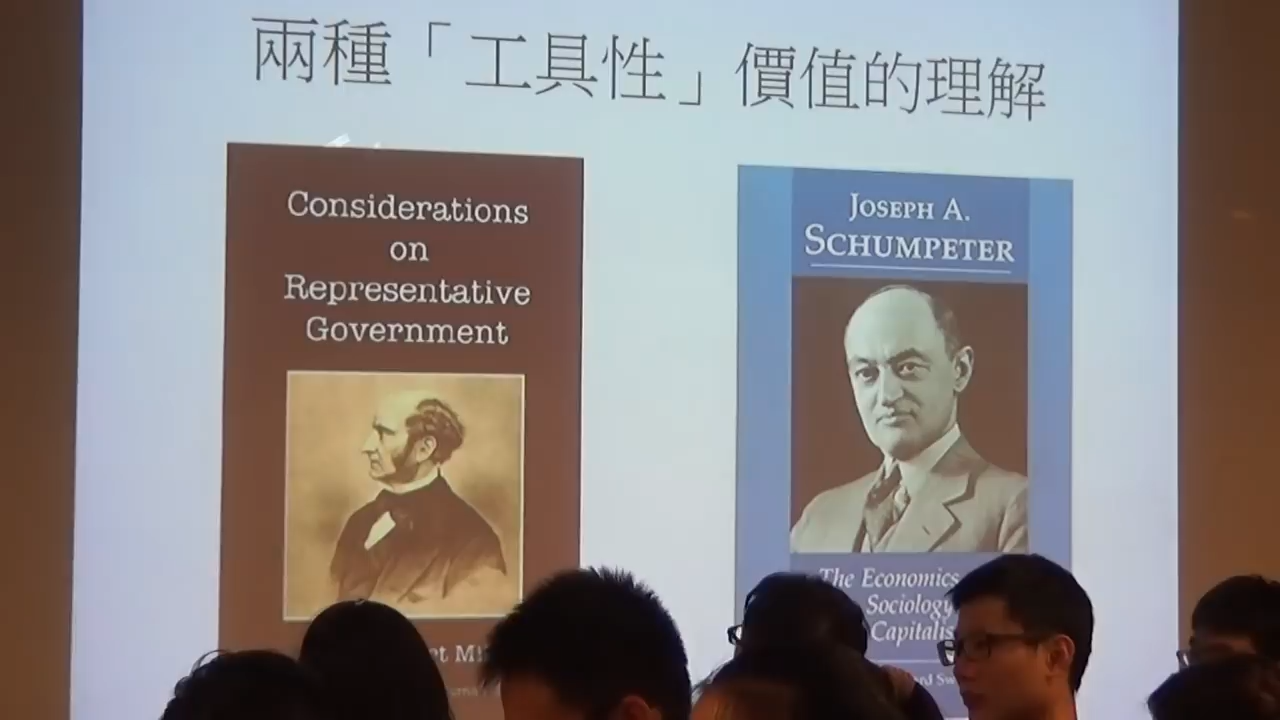 兩種「工具性」價值的理解
Considerations
on
Representative
Government
JOSEPH A.
SCHUMPETER
The Economics
Sociology